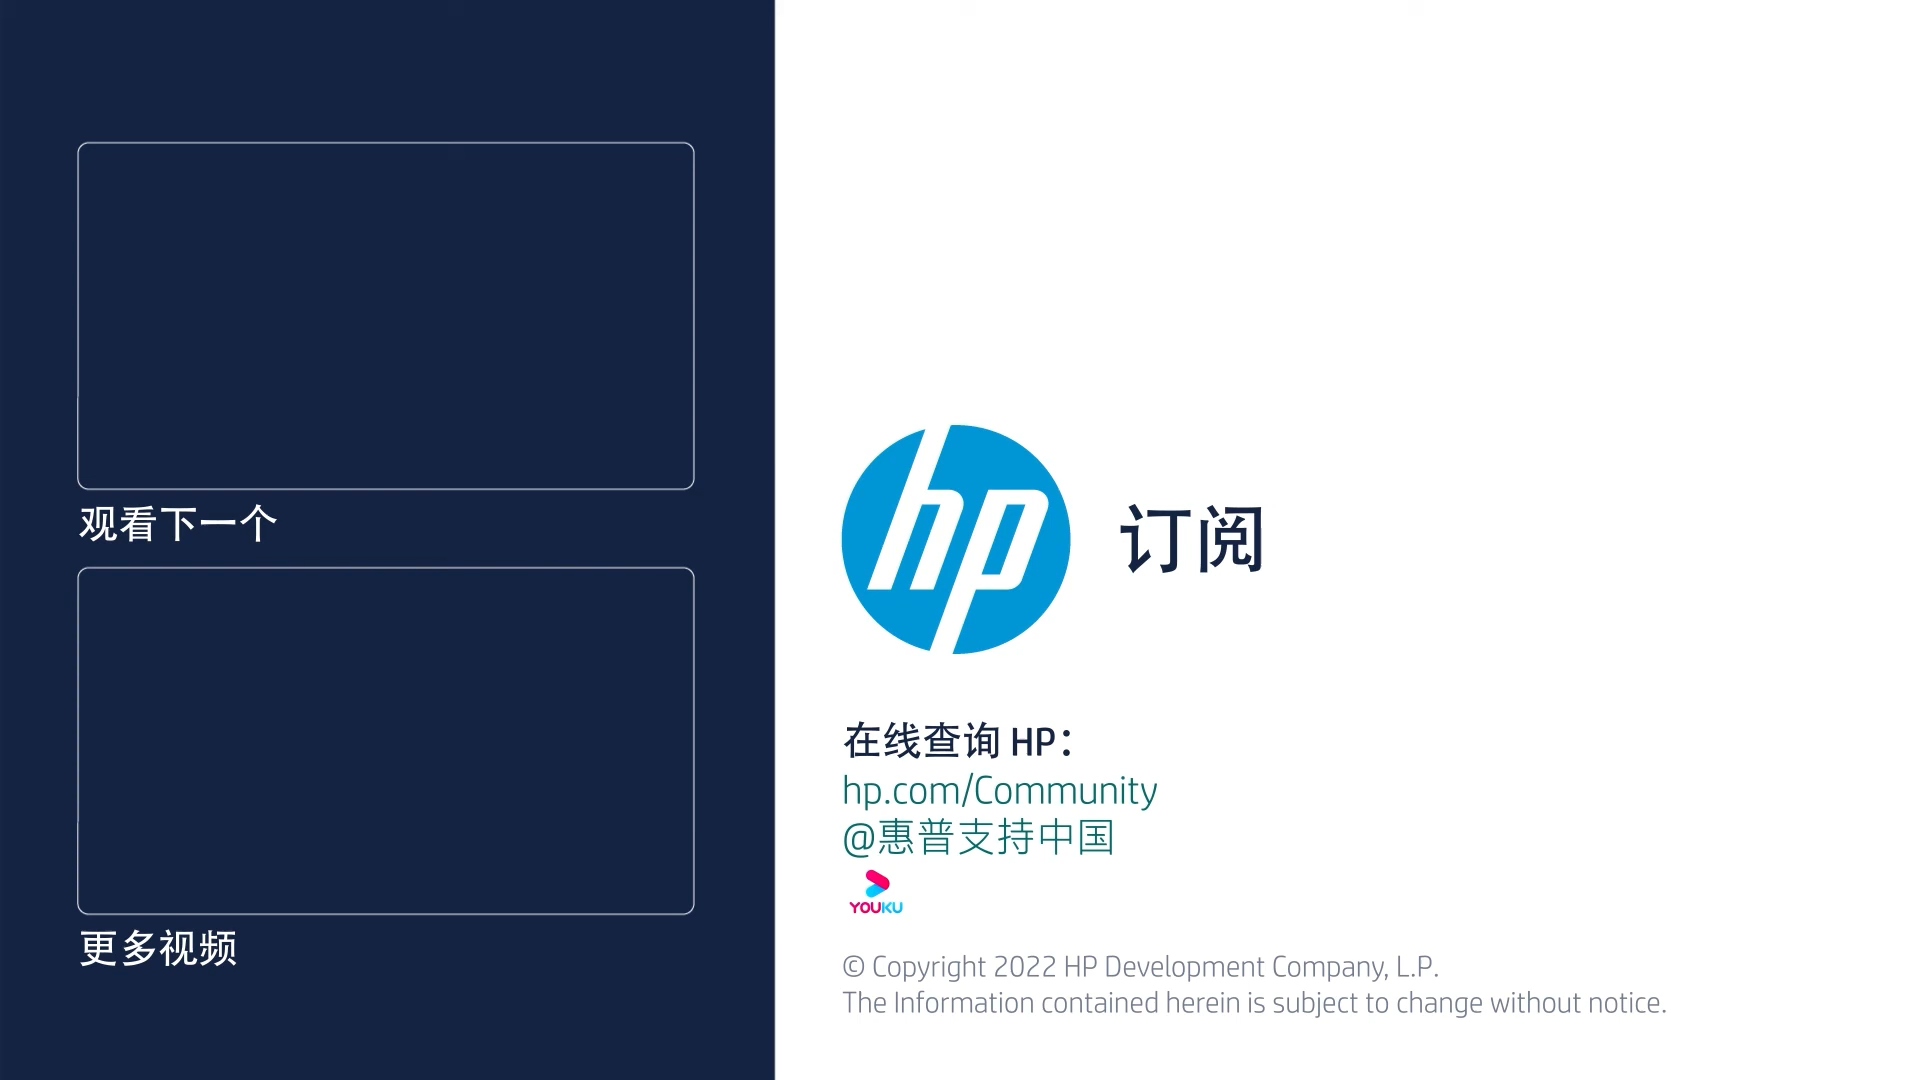 观看下一个
更多视频
hp
订阅
在线查询 HP：
hp.com/Community
@惠普支持中国
YOUKU
© Copyright 2022 HP Development Company, L.P.
The Information contained herein is subject to change without notice.